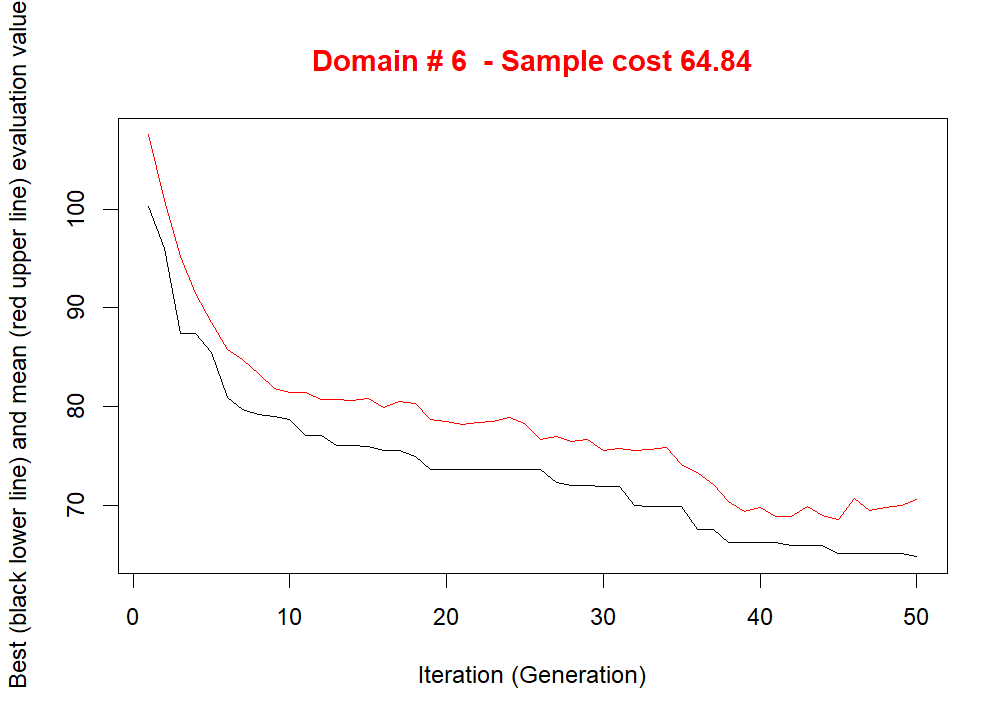 Domain # 6  - Sample cost 64.84
Best (black lower line) and mean (red upper line) evaluation value
100
90
80
70
0 10 20 30 40 50
Iteration (Generation)